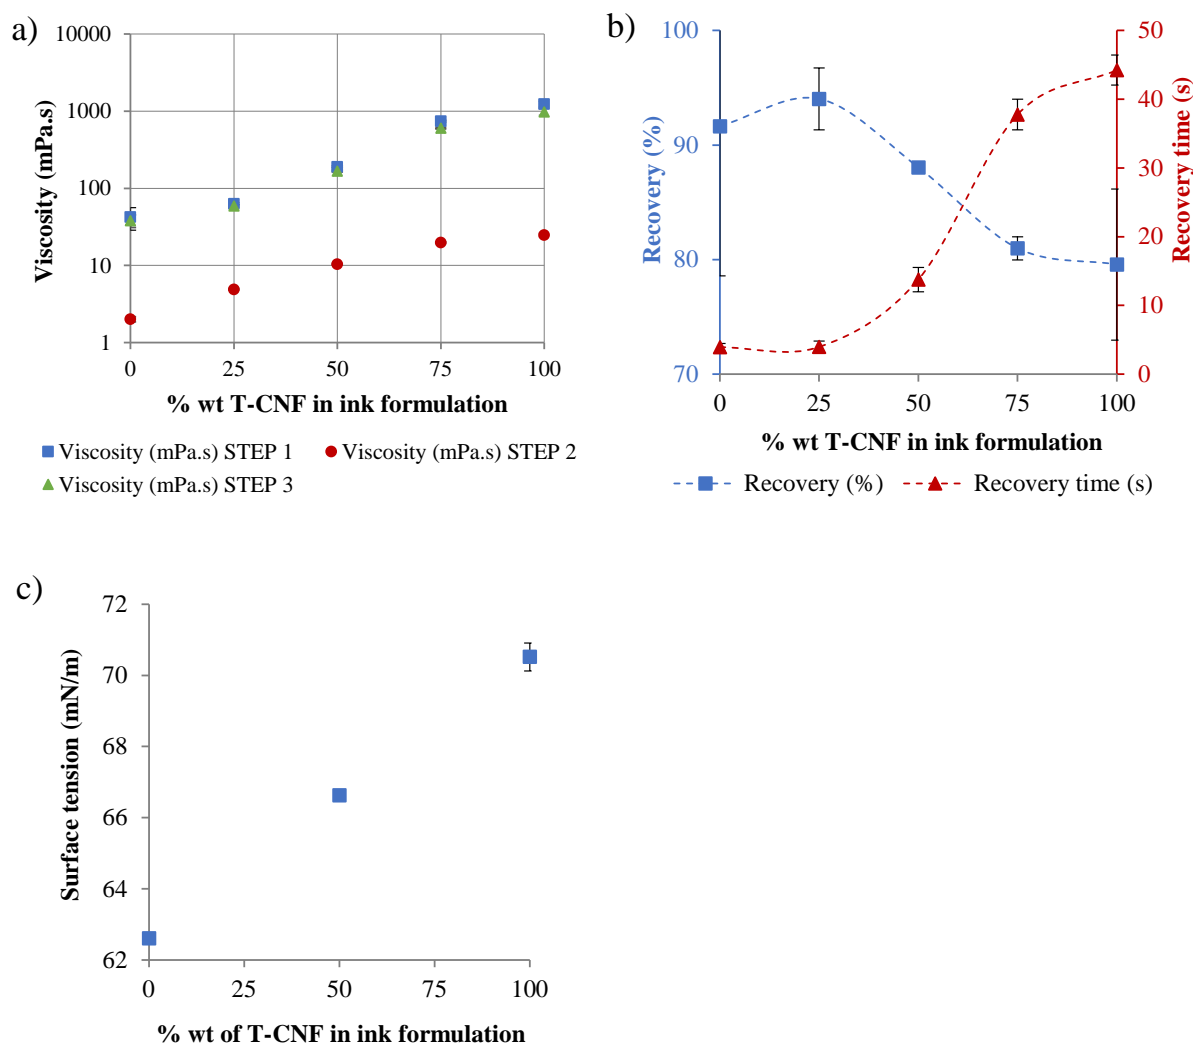 a)
10000
1000
100
10
1
Viscosity (mPa.s)
0 25 50 75 100
% wt T-CNF in ink formulation
Viscosity (mPa.s) STEP 1
Viscosity (mPa.s) STEP 2
Viscosity (mPa.s) STEP 3
b)
100
90
80
70
Recovery (%)
50
40
30
20
10
0
Recovery time (s)
0 25 50 75 100
% wt T-CNF in ink formulation
Recovery (%)
Recovery time (s)
c)
72
70
68
66
64
62
Surface tension (mN/m)
0 25 50 75 100
% wt of T-CNF in ink formulation